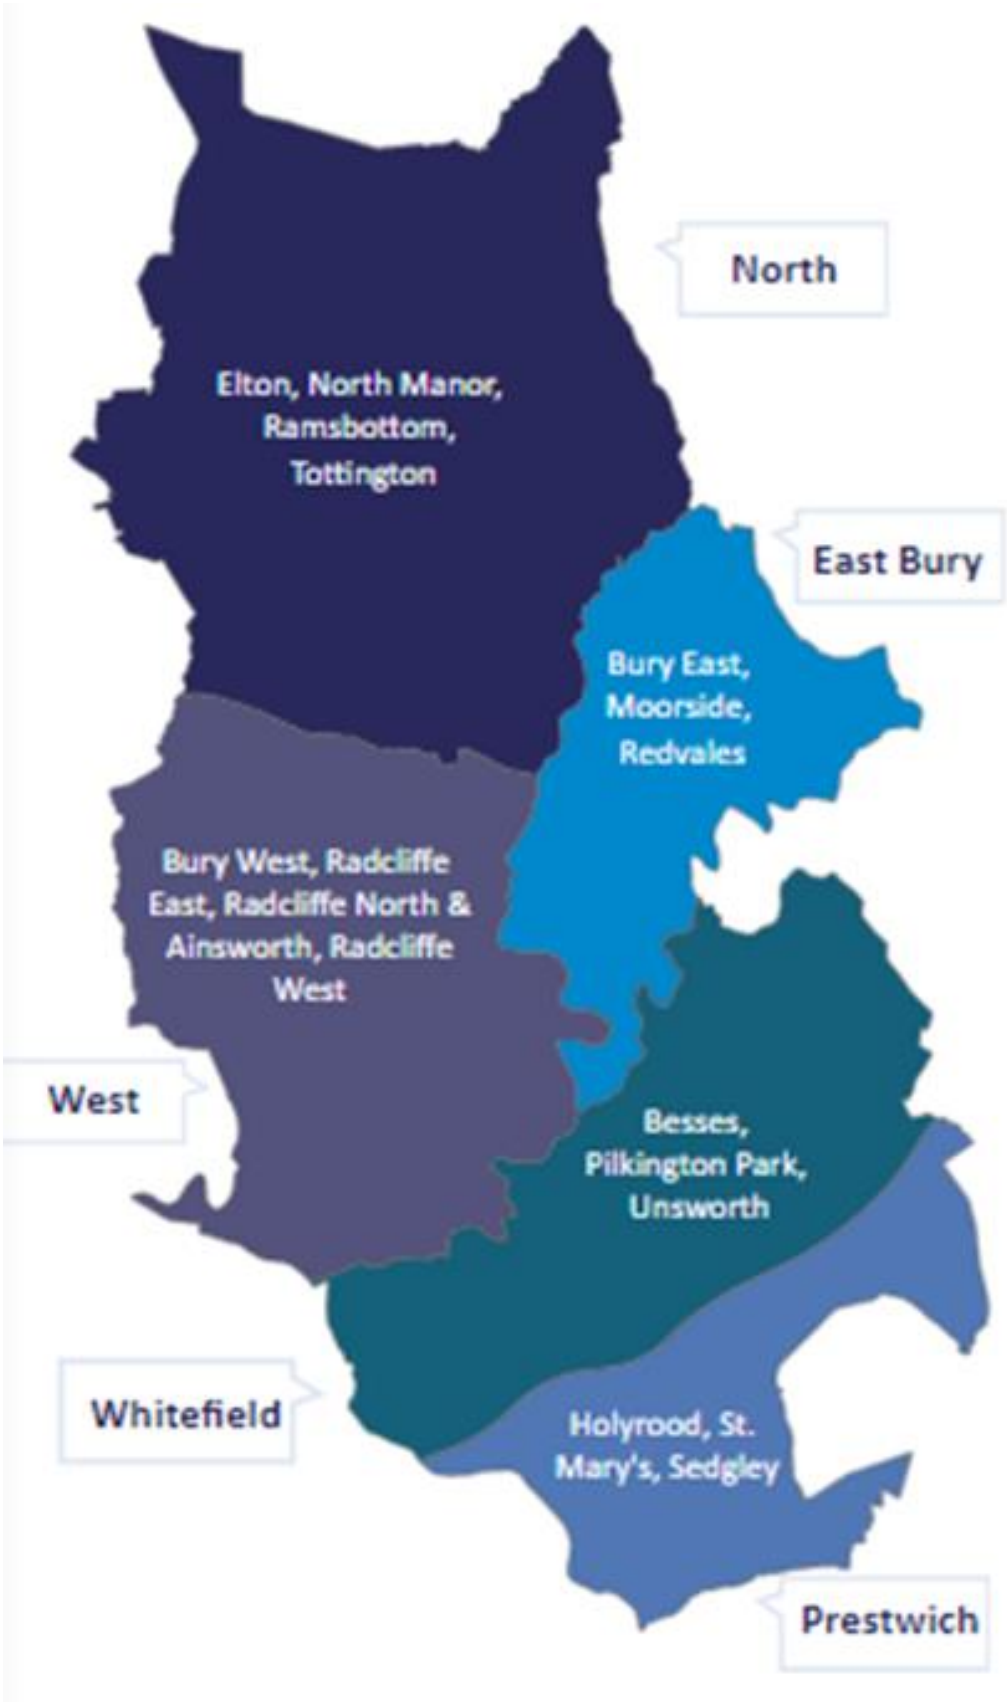 North
Elton, North Manor,
Ramsbottom,
Tottington
East Bury
Bury East,
Moorside,
Redvales
Bury West, Radcliffe
East, Radcliffe North &
Ainsworth, Radcliffe
West
West
Besses,
Pilkington Park,
Unsworth
Whitefield
Holyrood, St.
Mary's, Sedgley
Prestwich